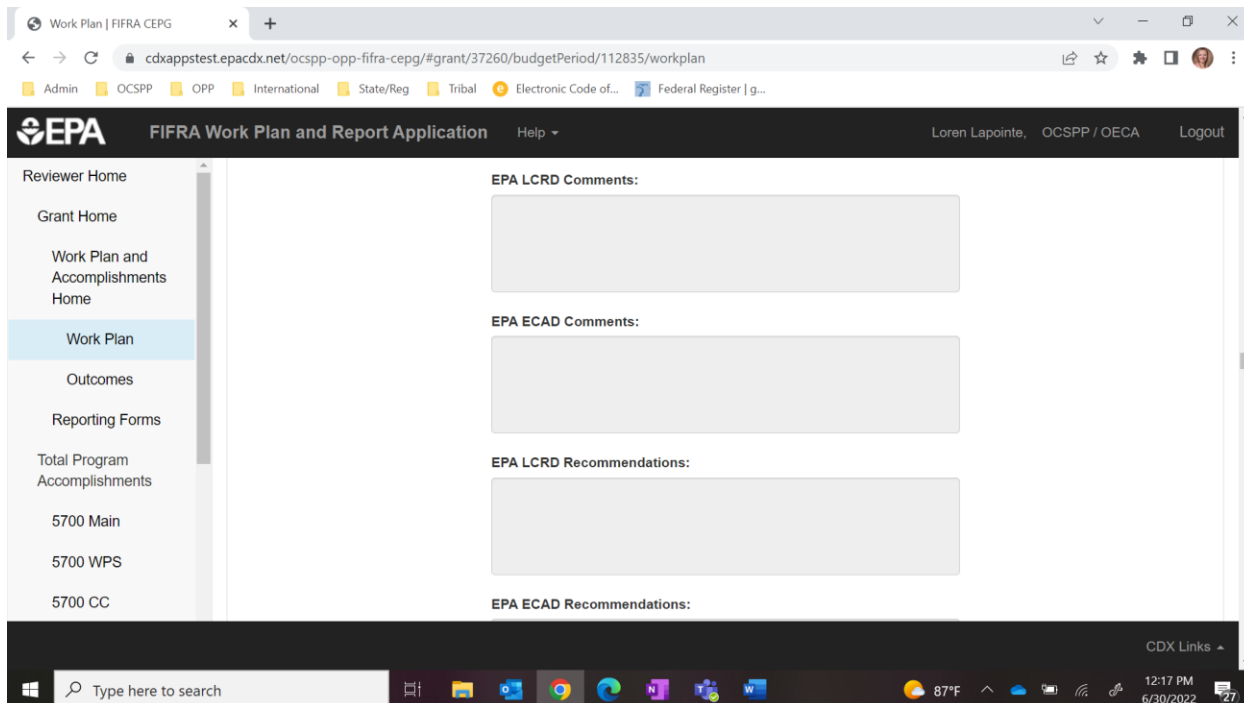 Work Plan | FIFRA CEPG
cdxappstest.epacdx.net/ocspp-opp-fifra-cepg/#grant/37260/budgetPeriod/112835/workplan
Admin OCSPP OPP International State/Reg Tribal Electronic Code of... Federal Register | g...
EPA FIFRA Work Plan and Report Application Help Loren Lapointe, OCSPP / OECA Logout
Reviewer Home
Grant Home
Work Plan and
Accomplishments
Home
Work Plan
Outcomes
Reporting Forms
Total Program
Accomplishments
5700 Main
5700 WPS
5700 CC
EPA LCRD Comments:
EPA ECAD Comments:
EPA LCRD Recommendations:
EPA ECAD Recommendations:
CDX Links
Type here to search
87°F
12:17 PM
6/30/2022
27